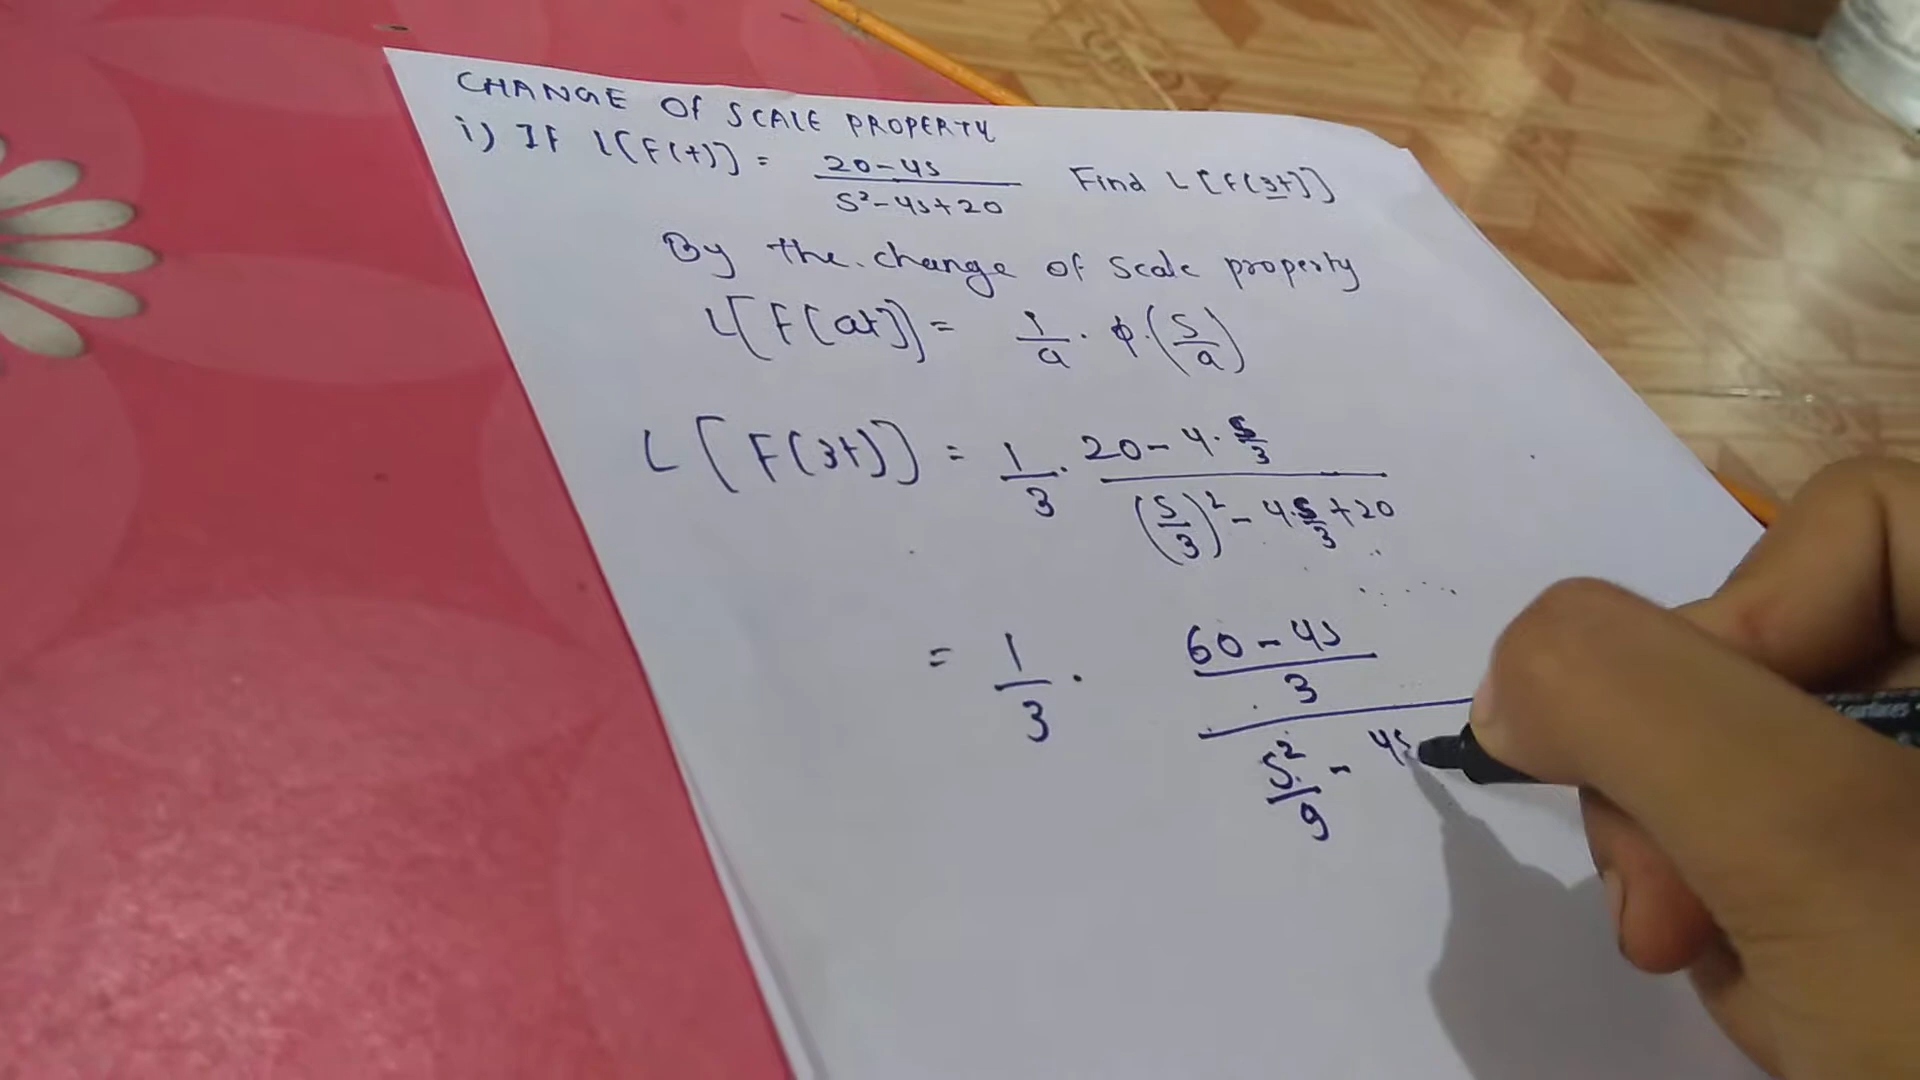 CHANGE OF SCALE PROPERTY
i) If L[F(t)] = (20-4s)/(s²-4s+20) Find L[F(3t)]
By the change of scale property
L[F(at)] = 1/a . φ.(s/a)
L[F(3t)] = 1/3 . (20-4.s/3)/((s/3)²-4.s/3+20)
= 1/3 . ((60-4s)/3)/(s²/9 - 4s
surfaces